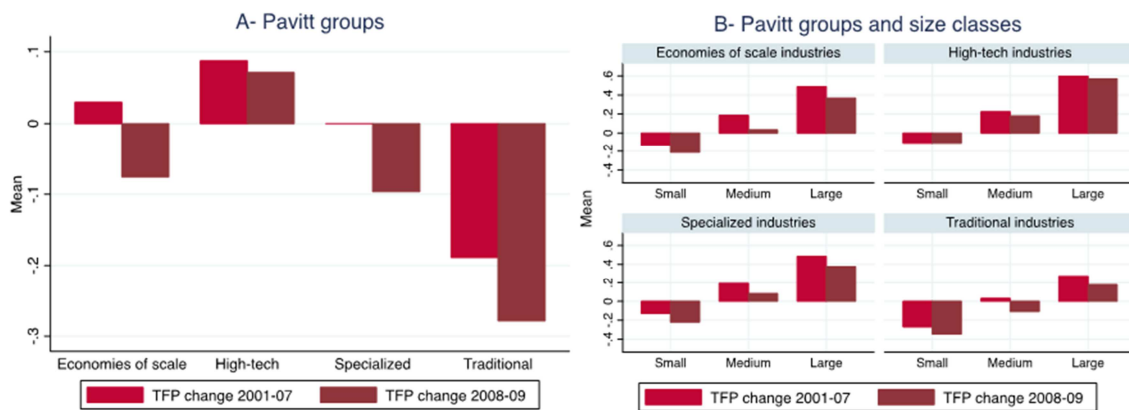 A- Pavitt groups
Mean
.1
0
-.1
-.2
-.3
Economies of scale High-tech Specialized Traditional
TFP change 2001-07 TFP change 2008-09
B- Pavitt groups and size classes
Mean
Economies of scale industries High-tech industries
-.4 -.2 0 .2 .4 .6
Small Medium Large Small Medium Large
Specialized industries Traditional industries
-.4 -.2 0 .2 .4 .6
Small Medium Large Small Medium Large
TFP change 2001-07 TFP change 2008-09